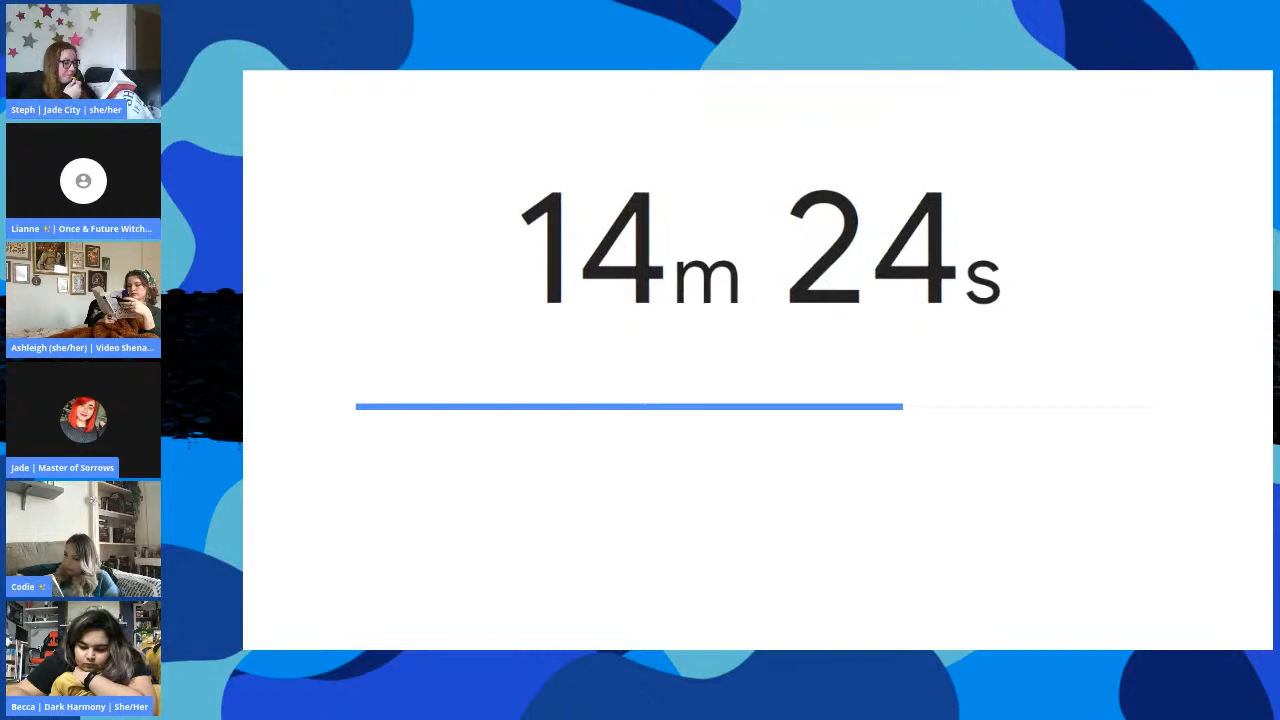 Steph | Jade City | she/her
Lianne ✨ | Once & Future Witch...
Ashleigh (she/her) | Video Shena...
Jade | Master of Sorrows
Codie ✨
Becca | Dark Harmony | She/Her
14m 24s